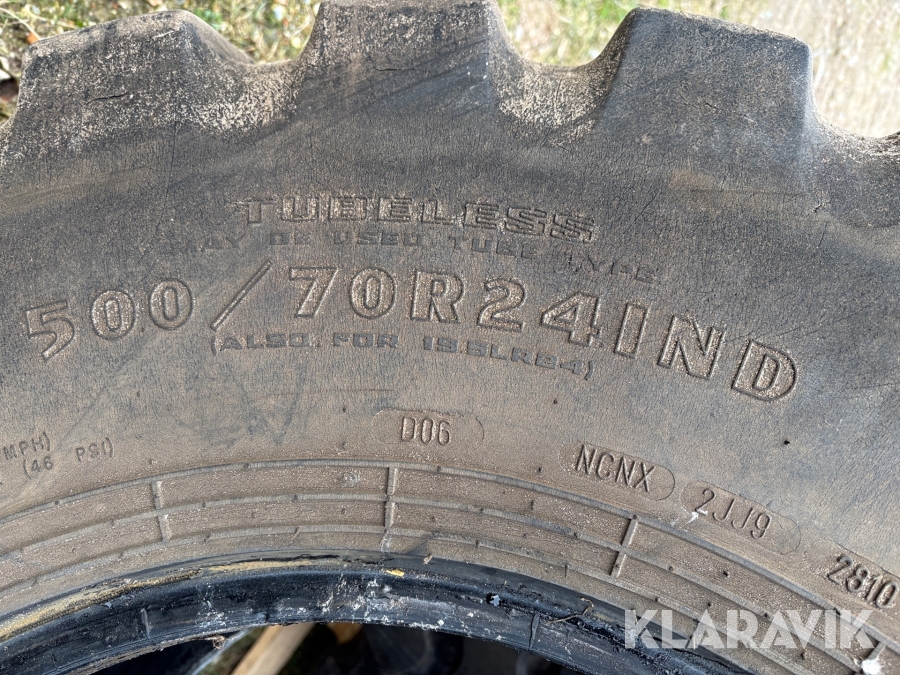 TUBELESS
MAY BE USED TUBE TYPE
500/70R24IND
(ALSO FOR 19.5LR24)
MPH)
(46 PSI)
D06
NCNX
2JJ9
2810
KLARAVIK